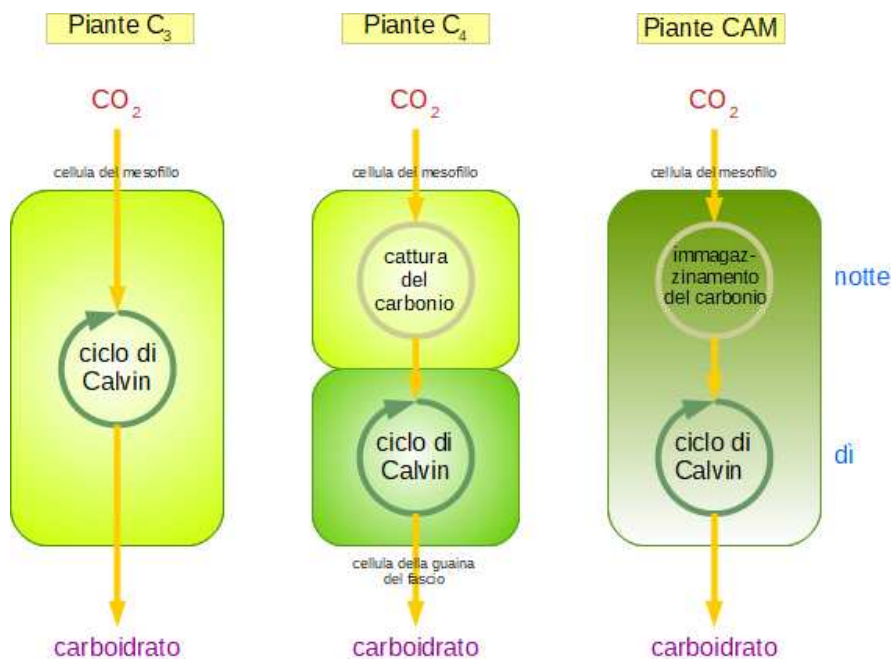 Piante C3
Piante C4
Piante CAM
CO2
CO2
CO2
cellula del mesofillo
cellula del mesofillo
cellula del mesofillo
ciclo di
Calvin
cattura
del
carbonio
immagaz-
zinamento
del carbonio
notte
ciclo di
Calvin
ciclo di
Calvin
dì
cellula della guaina
del fascio
carboidrato
carboidrato
carboidrato